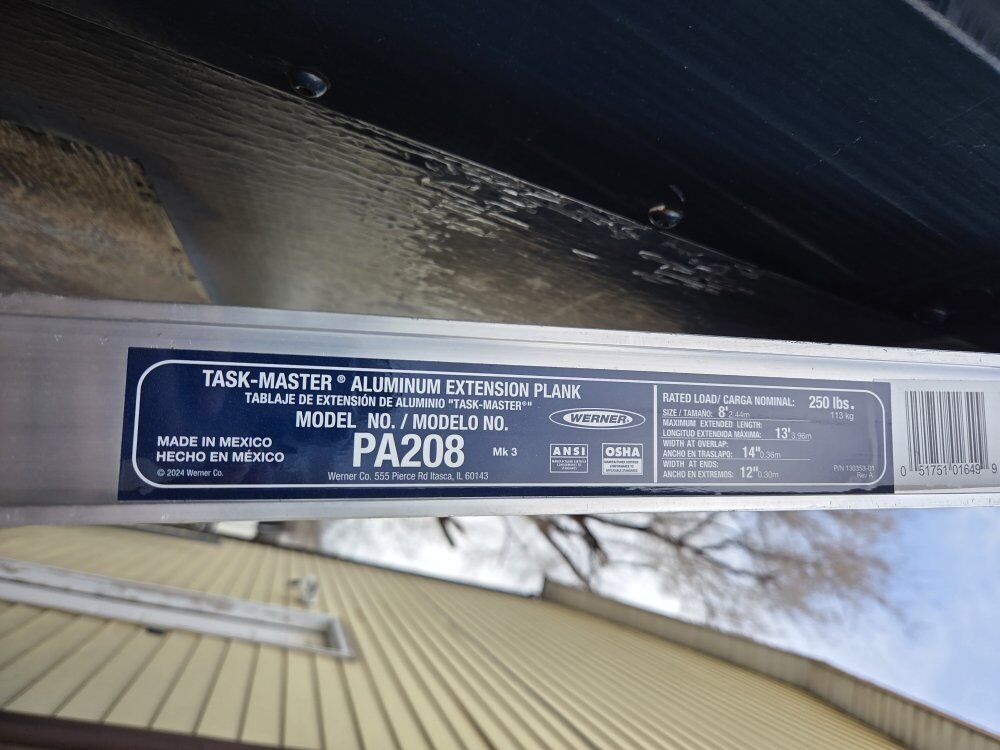 TASK-MASTER ® ALUMINUM EXTENSION PLANK
TABLAJE DE EXTENSIÓN DE ALUMINIO "TASK-MASTER®"
MODEL NO. / MODELO NO.
PA208
Mk 3
MADE IN MEXICO
HECHO EN MÉXICO
© 2024 Werner Co.
Werner Co. 555 Pierce Rd Itasca, IL 60143
WERNER
ANSI
OSHA
RATED LOAD/ CARGA NOMINAL: 250 lbs.
113 kg
SIZE / TAMAÑO: 8' 2.44m
MAXIMUM EXTENDED LENGTH:
LONGITUD EXTENDIDA MÁXIMA: 13' 3.96m
WIDTH AT OVERLAP:
ANCHO EN TRASLAPO: 14" 0.36m
WIDTH AT ENDS:
ANCHO EN EXTREMOS: 12" 0.30m
P/N 130353-01
Rev A
0 51751 01649 9